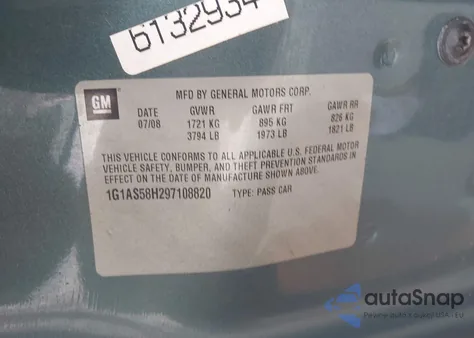 6132934
GM
MFD BY GENERAL MOTORS CORP.
DATE GVWR GAWR FRT GAWR RR
07/08 1721 KG 895 KG 826 KG
3794 LB 1973 LB 1821 LB
THIS VEHICLE CONFORMS TO ALL APPLICABLE U.S. FEDERAL MOTOR
VEHICLE SAFETY, BUMPER, AND THEFT PREVENTION STANDARDS IN
EFFECT ON THE DATE OF MANUFACTURE SHOWN ABOVE.
1G1AS58H297108820 TYPE: PASS CAR
autoSnap